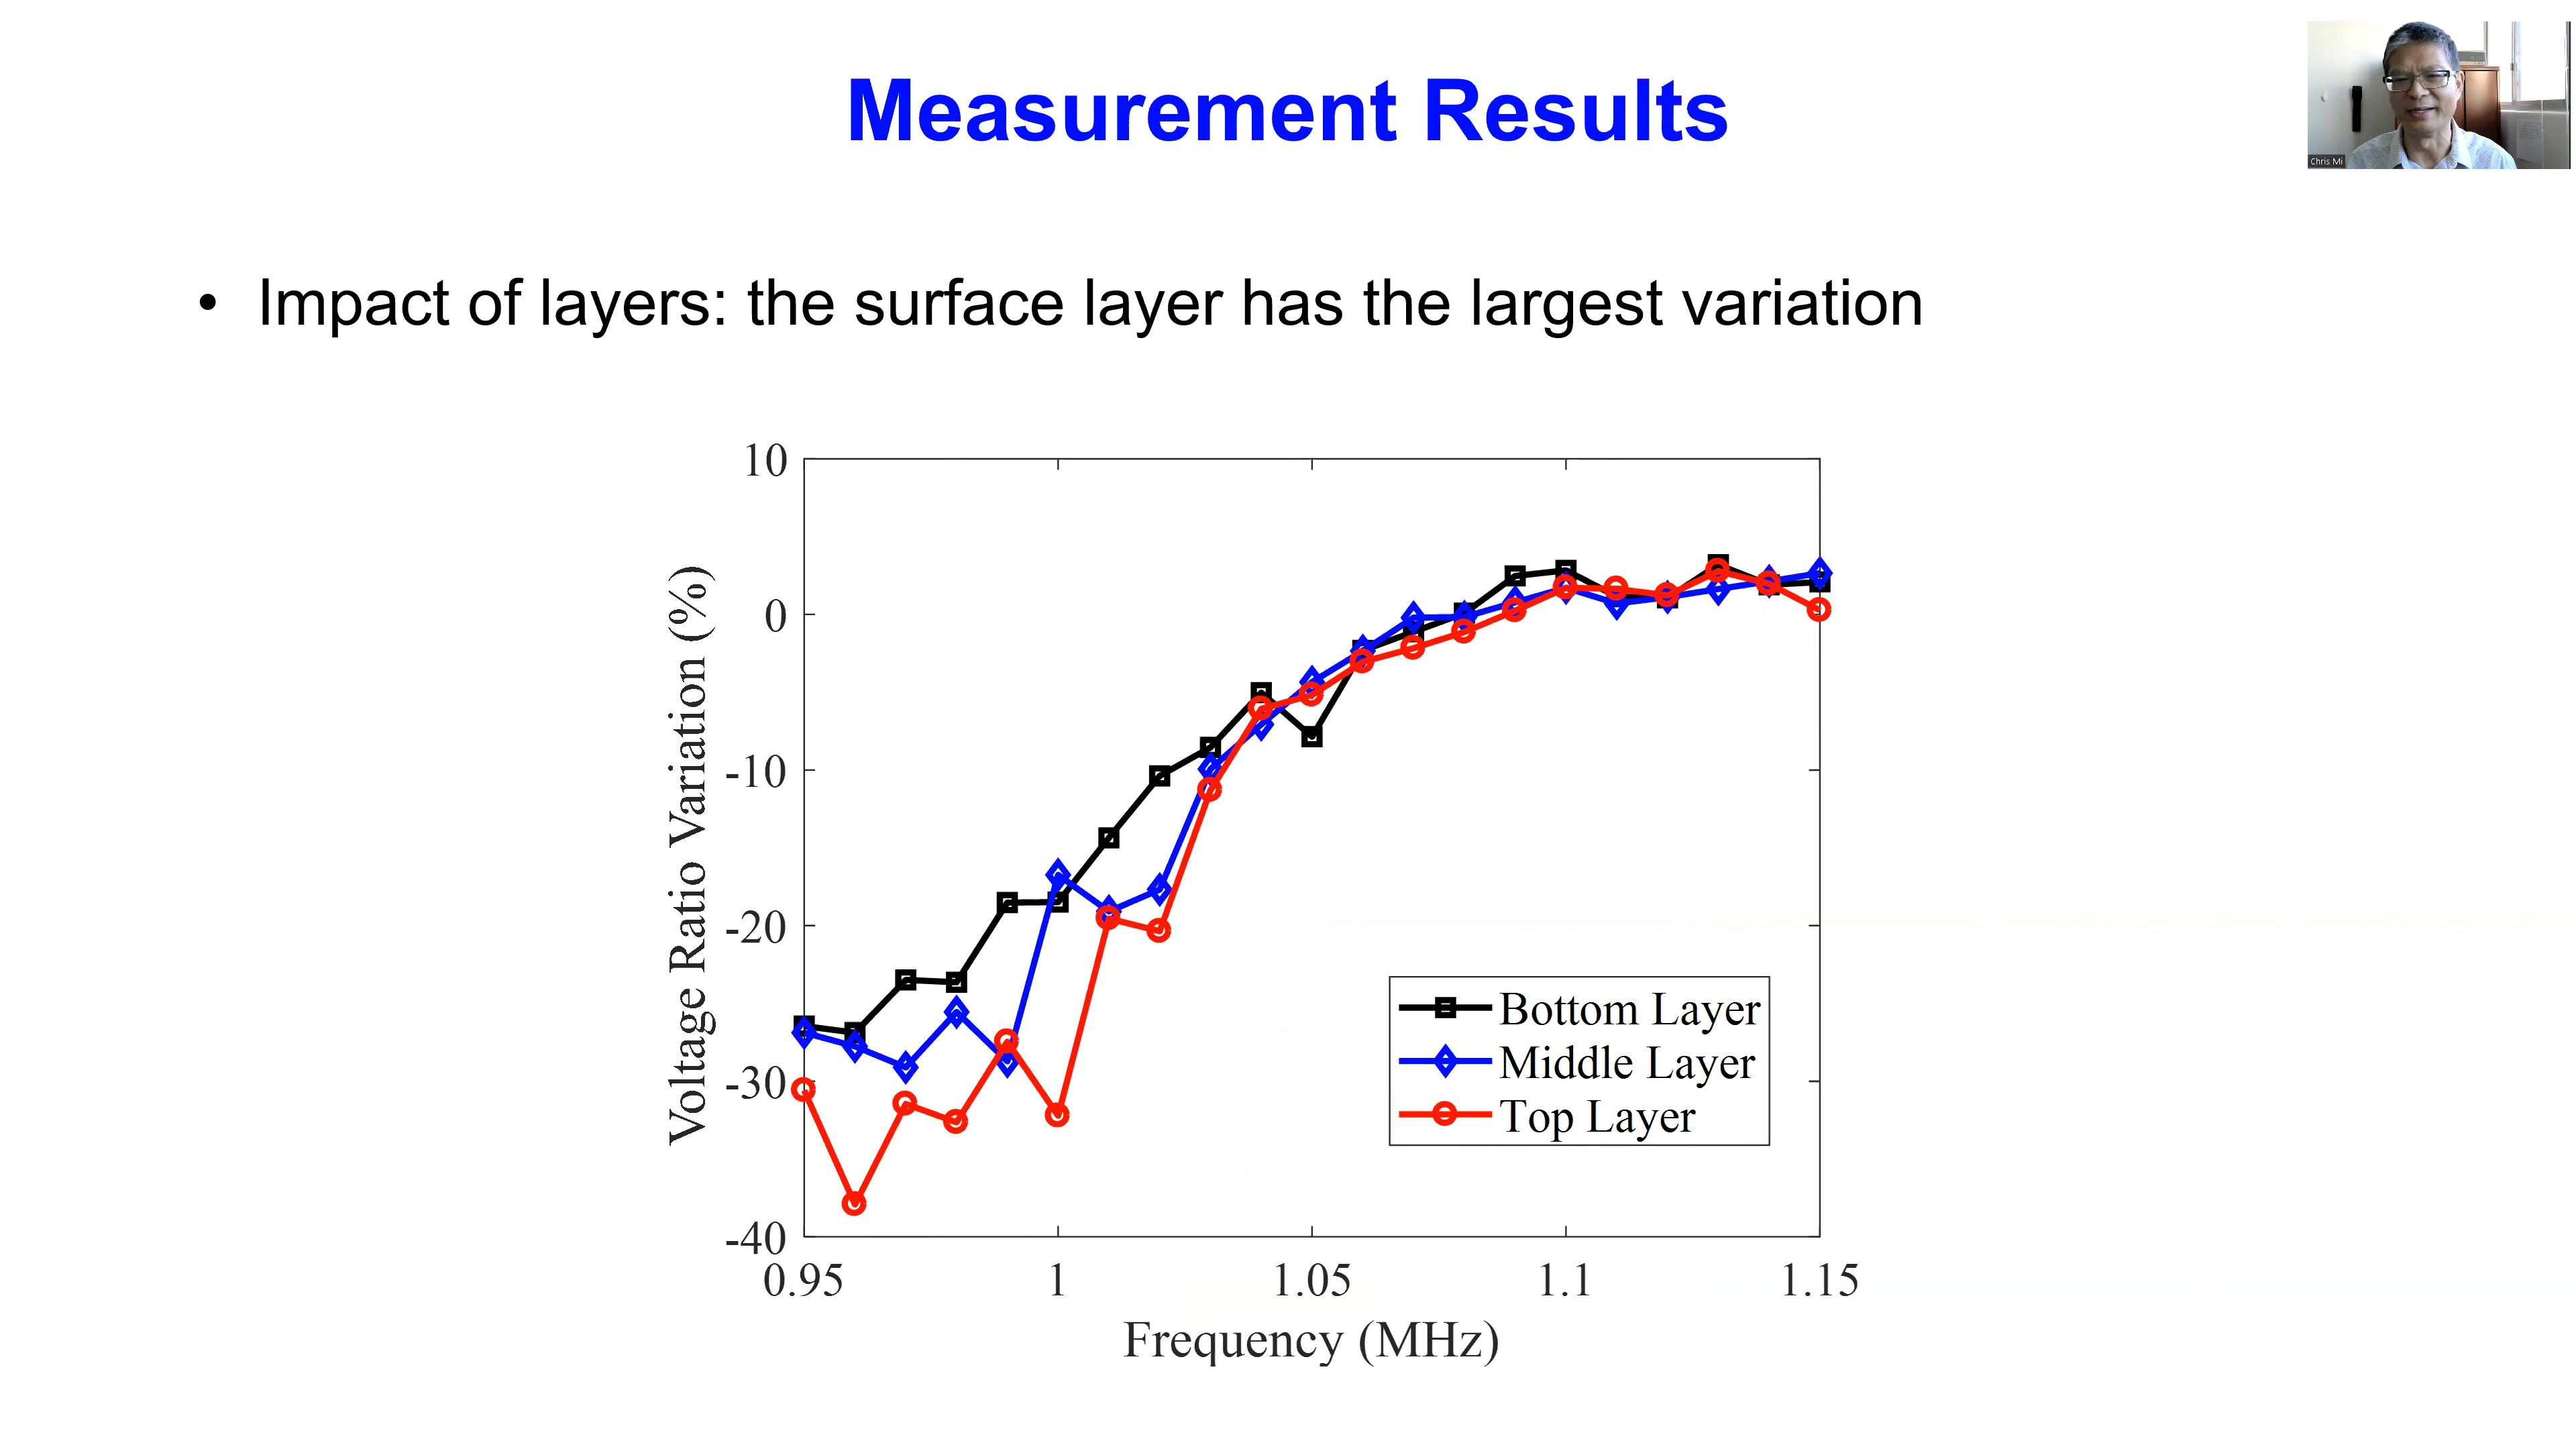 Measurement Results
Chris Mi
• Impact of layers: the surface layer has the largest variation
10
0
-10
-20
-30
-40
Voltage Ratio Variation (%)
Bottom Layer
Middle Layer
Top Layer
0.95 1 1.05 1.1 1.15
Frequency (MHz)